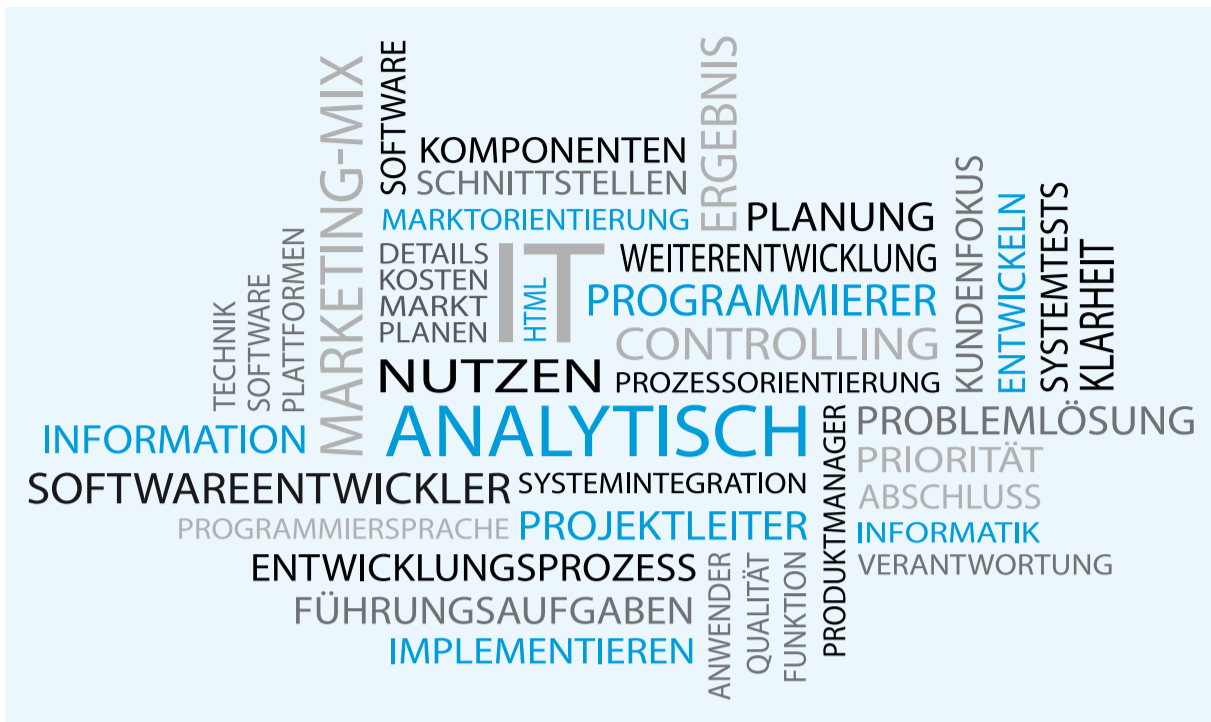 MARKETING-MIX
SOFTWARE
ERGEBNIS
KOMPONENTEN
SCHNITTSTELLEN
MARKTORIENTIERUNG
PLANUNG
DETAILS
KOSTEN
MARKT
PLANEN
IT
HTML
WEITERENTWICKLUNG
PROGRAMMIERER
CONTROLLING
KUNDENFOKUS
ENTWICKELN
SYSTEMTESTS
KLARHEIT
TECHNIK
SOFTWARE
PLATTFORMEN
NUTZEN
PROZESSORIENTIERUNG
INFORMATION
ANALYTISCH
PRODUKTMANAGER
PROBLEMLÖSUNG
PRIORITÄT
SOFTWAREENTWICKLER
SYSTEMINTEGRATION
ABSCHLUSS
PROGRAMMIERSPRACHE
PROJEKTLEITER
INFORMATIK
ENTWICKLUNGSPROZESS
VERANTWORTUNG
FÜHRUNGSAUFGABEN
IMPLEMENTIEREN
ANWENDER
QUALITÄT
FUNKTION